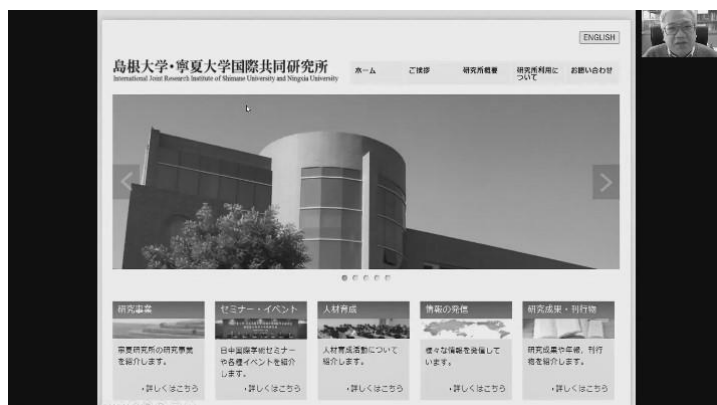 ENGLISH
島根大学・寧夏大学国際共同研究所
International Joint Research Institute of Shimane University and Ningxia University
ホーム
ご挨拶
研究所概要
研究所利用に
ついて
お問い合わせ
研究事業
寧夏研究所の研究事業
を紹介します。
・詳しくはこちら
セミナー・イベント
日中国際学術セミナー
や各種イベントを紹介
します。
・詳しくはこちら
人材育成
人材育成活動について
紹介します。
・詳しくはこちら
情報の発信
様々な情報を発信して
います。
・詳しくはこちら
研究成果・刊行物
研究成果や年報、刊行
物を紹介します。
・詳しくはこちら